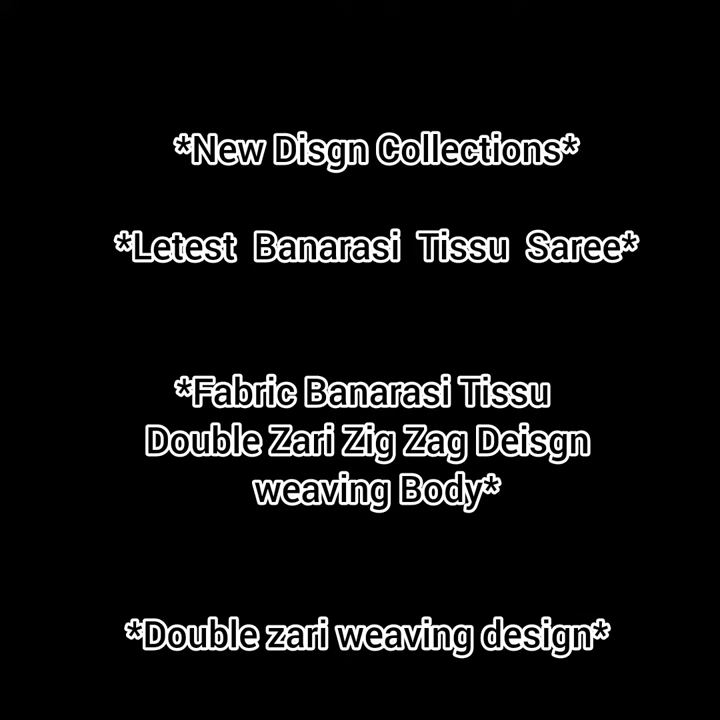 *New Disgn Collections*
*Letest Banarasi Tissu Saree*
*Fabric Banarasi Tissu
Double Zari Zig Zag Deisgn
weaving Body*
*Double zari weaving design*